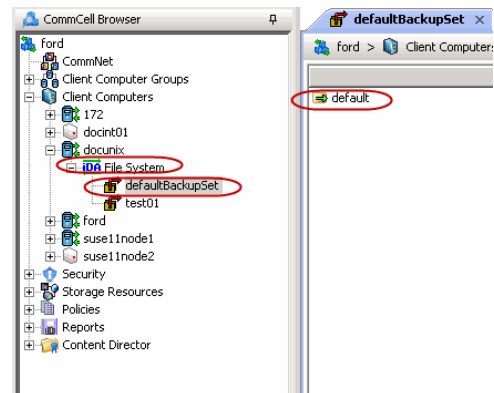 CommCell Browser
ford
CommNet
Client Computer Groups
Client Computers
172
docint01
docunix
iDA File System
defaultBackupSet
test01
ford
suse11node1
suse11node2
Security
Storage Resources
Policies
Reports
Content Director
defaultBackupSet ×
ford > Client Computers
default